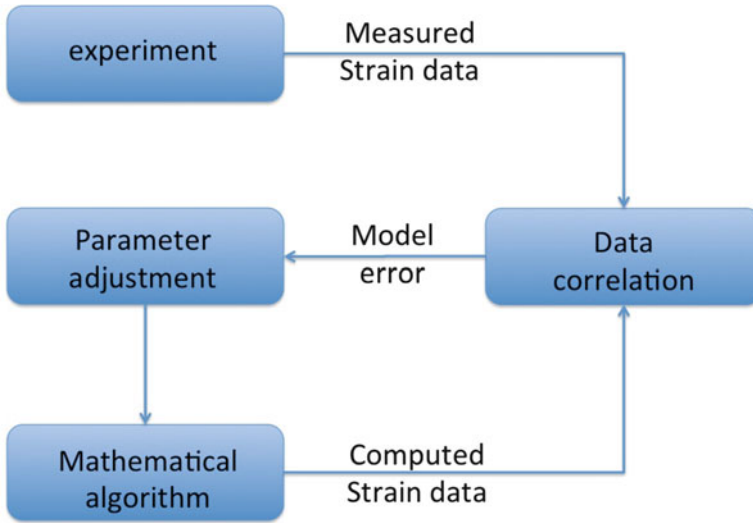 experiment
Measured
Strain data
Parameter
adjustment
Model
error
Data
correlation
Mathematical
algorithm
Computed
Strain data